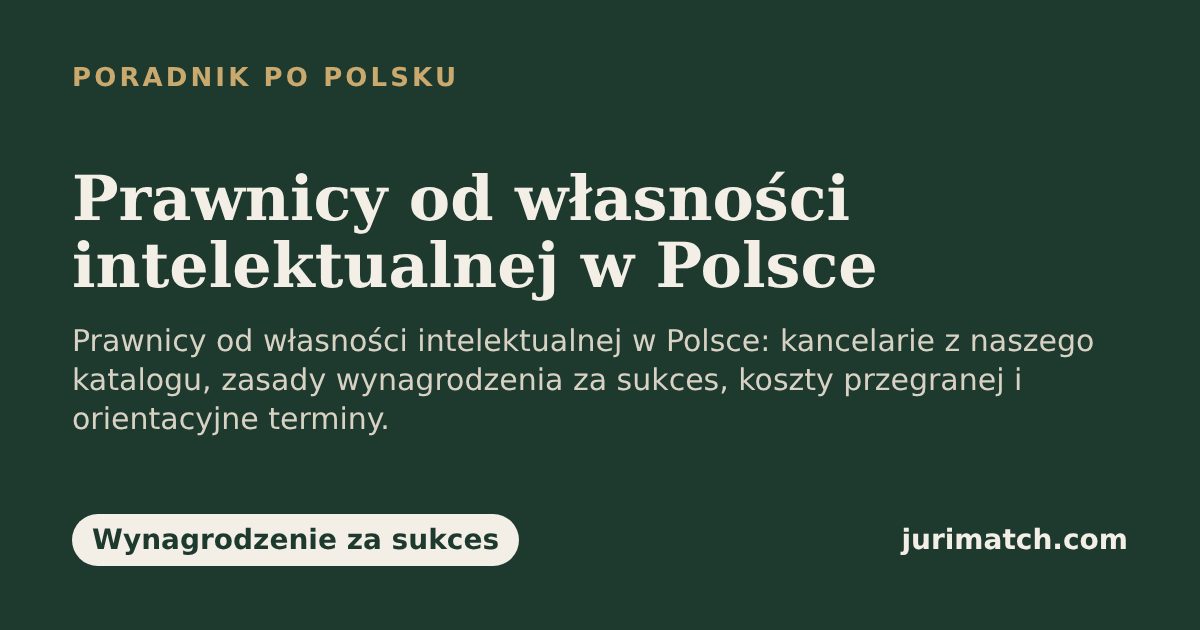 PORADNIK PO POLSKU
Prawnicy od własności
intelektualnej w Polsce
Prawnicy od własności intelektualnej w Polsce: kancelarie z naszego
katalogu, zasady wynagrodzenia za sukces, koszty przegranej i
orientacyjne terminy.
Wynagrodzenie za sukces
jurimatch.com